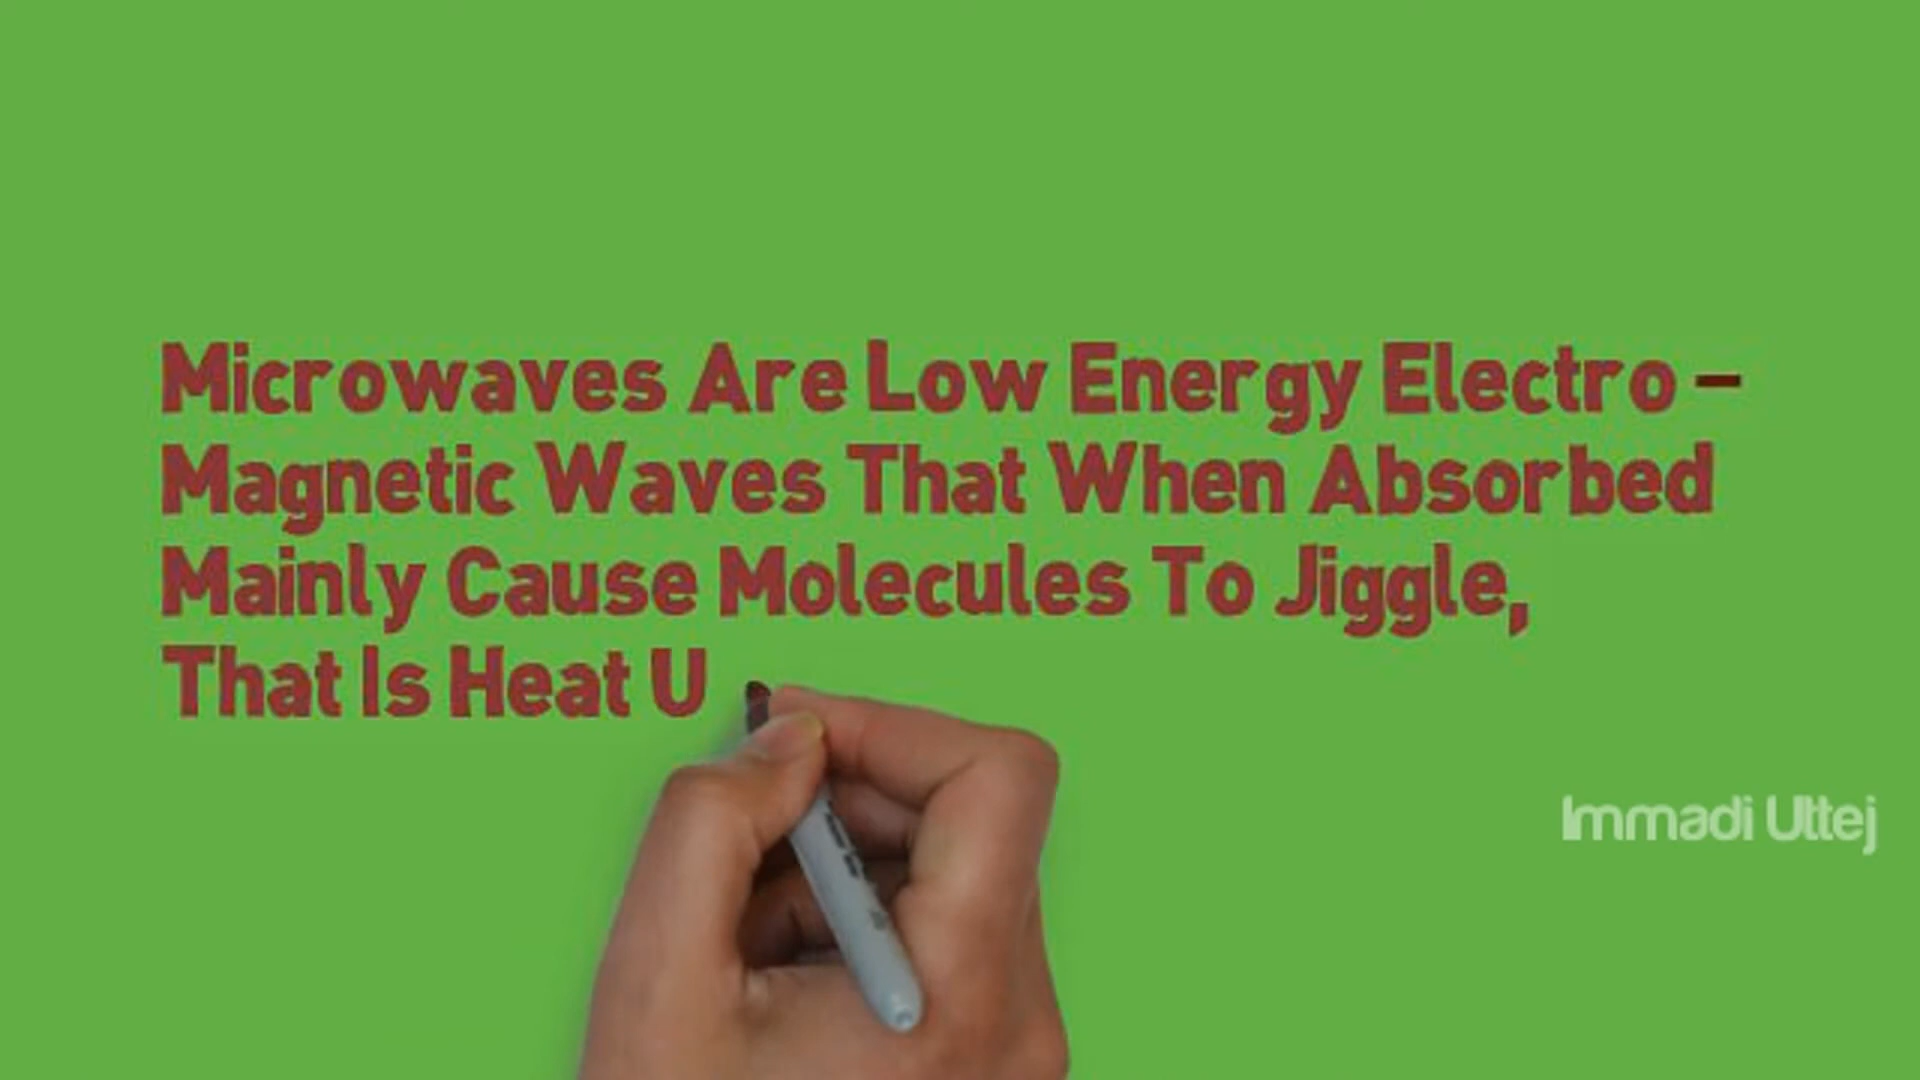 Microwaves Are Low Energy Electro –
Magnetic Waves That When Absorbed
Mainly Cause Molecules To Jiggle,
That Is Heat U
Immadi Uttej